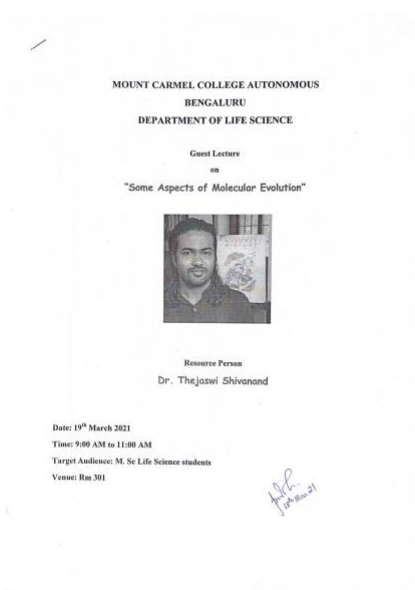 MOUNT CARMEL COLLEGE AUTONOMOUS
BENGALURU
DEPARTMENT OF LIFE SCIENCE
Guest Lecture
on
"Some Aspects of Molecular Evolution"
Resource Person
Dr. Thejaswi Shivanand
Date: 19th March 2021
Time: 9:00 AM to 11:00 AM
Target Audience: M. Sc Life Science students
Venue: Rm 301